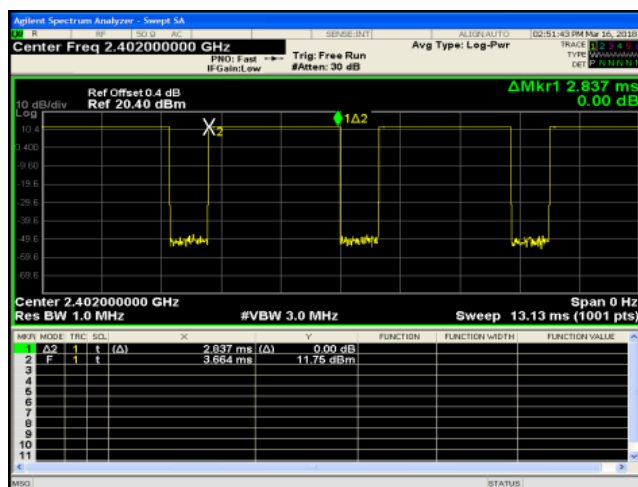 Agilent Spectrum Analyzer - Swept SA
R RF 50 Ω AC SENSE:INT ALIGN AUTO 02:51:43 PM Mar 16, 2018
Center Freq 2.402000000 GHz Avg Type: Log-Pwr TRACE 1 2 3 4 5 6
PNO: Fast Trig: Free Run TYPE
IFGain:Low #Atten: 30 dB DET P N N N N N
Ref Offset 0.4 dB ΔMkr1 2.837 ms
10 dB/div Ref 20.40 dBm 0.00 dB
Log
10.4
0.400
-9.60
-19.6
-29.6
-39.6
-49.6
-59.6
-69.6
X2 1Δ2
Center 2.402000000 GHz Span 0 Hz
Res BW 1.0 MHz #VBW 3.0 MHz Sweep 13.13 ms (1001 pts)
MKR MODE TRC SCL X Y FUNCTION FUNCTION WIDTH FUNCTION VALUE
1 Δ2 1 t (Δ) 2.837 ms (Δ) 0.00 dB
2 F 1 t 3.664 ms 11.75 dBm
3
4
5
6
7
8
9
10
11
MSG STATUS